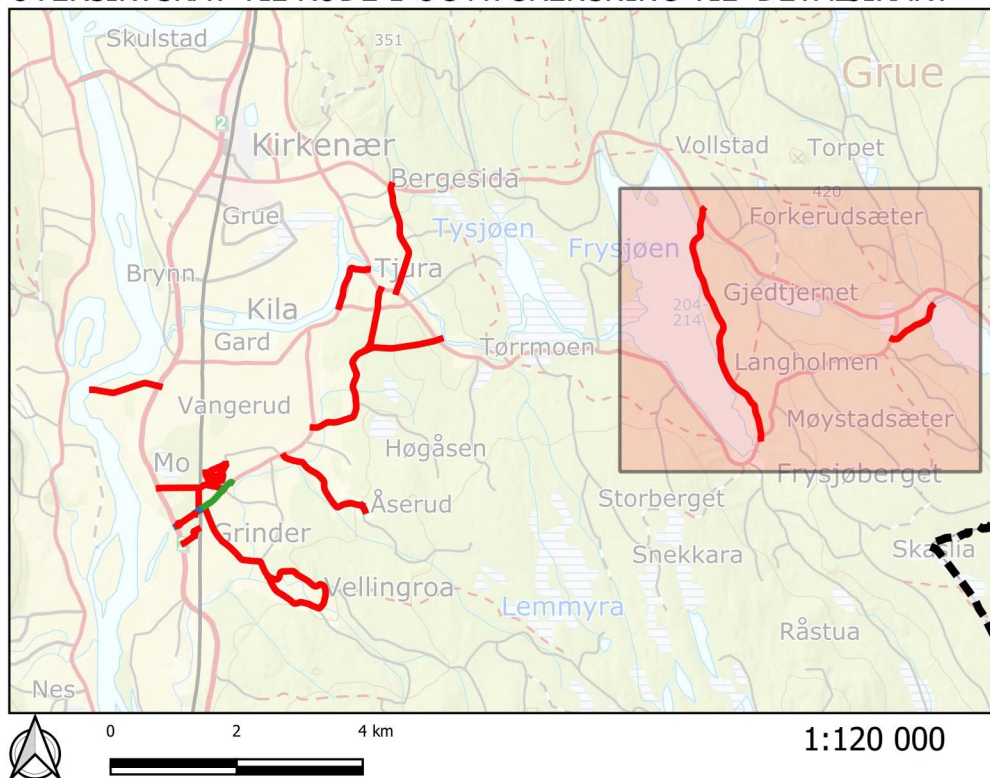 Skulstad
351
Grue
2
Kirkenær
Vollstad
Torpet
Bergesida
420
Grue
Tysjøen
Frysjøen
Forkerudsæter
Brynn
Tjura
Kila
Gjedtjernet
204-
214
Gard
Tørrmoen
Langholmen
Vangerud
Høgåsen
Møystadsæter
Mo
Frysjøberget
Åserud
Storberget
Grinder
Snekkara
Skaslia
Vellingroa
Lemmyra
Råstua
Nes
0 2 4 km
1:120 000